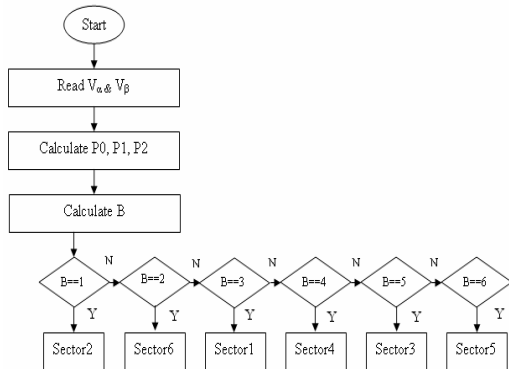 Start
Read Vα & Vβ
Calculate P0, P1, P2
Calculate B
N N N N N
B==1 B==2 B==3 B==4 B==5 B==6
Y Y Y Y Y Y
Sector2 Sector6 Sector1 Sector4 Sector3 Sector5